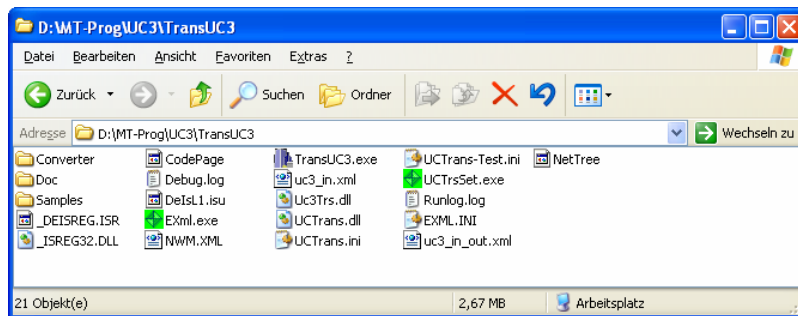 D:\MT-Prog\UC3\TransUC3
Datei Bearbeiten Ansicht Favoriten Extras ?
Zurück Suchen Ordner
Adresse D:\MT-Prog\UC3\TransUC3 Wechseln zu
Converter CodePage TransUC3.exe UCTrans-Test.ini NetTree
Doc Debug.log uc3_in.xml UCTrsSet.exe
Samples DeIsL1.isu Uc3Trs.dll Runlog.log
_DEISREG.ISR EXml.exe UCTrans.dll EXML.INI
_ISREG32.DLL NWM.XML UCTrans.ini uc3_in_out.xml
21 Objekt(e) 2,67 MB Arbeitsplatz